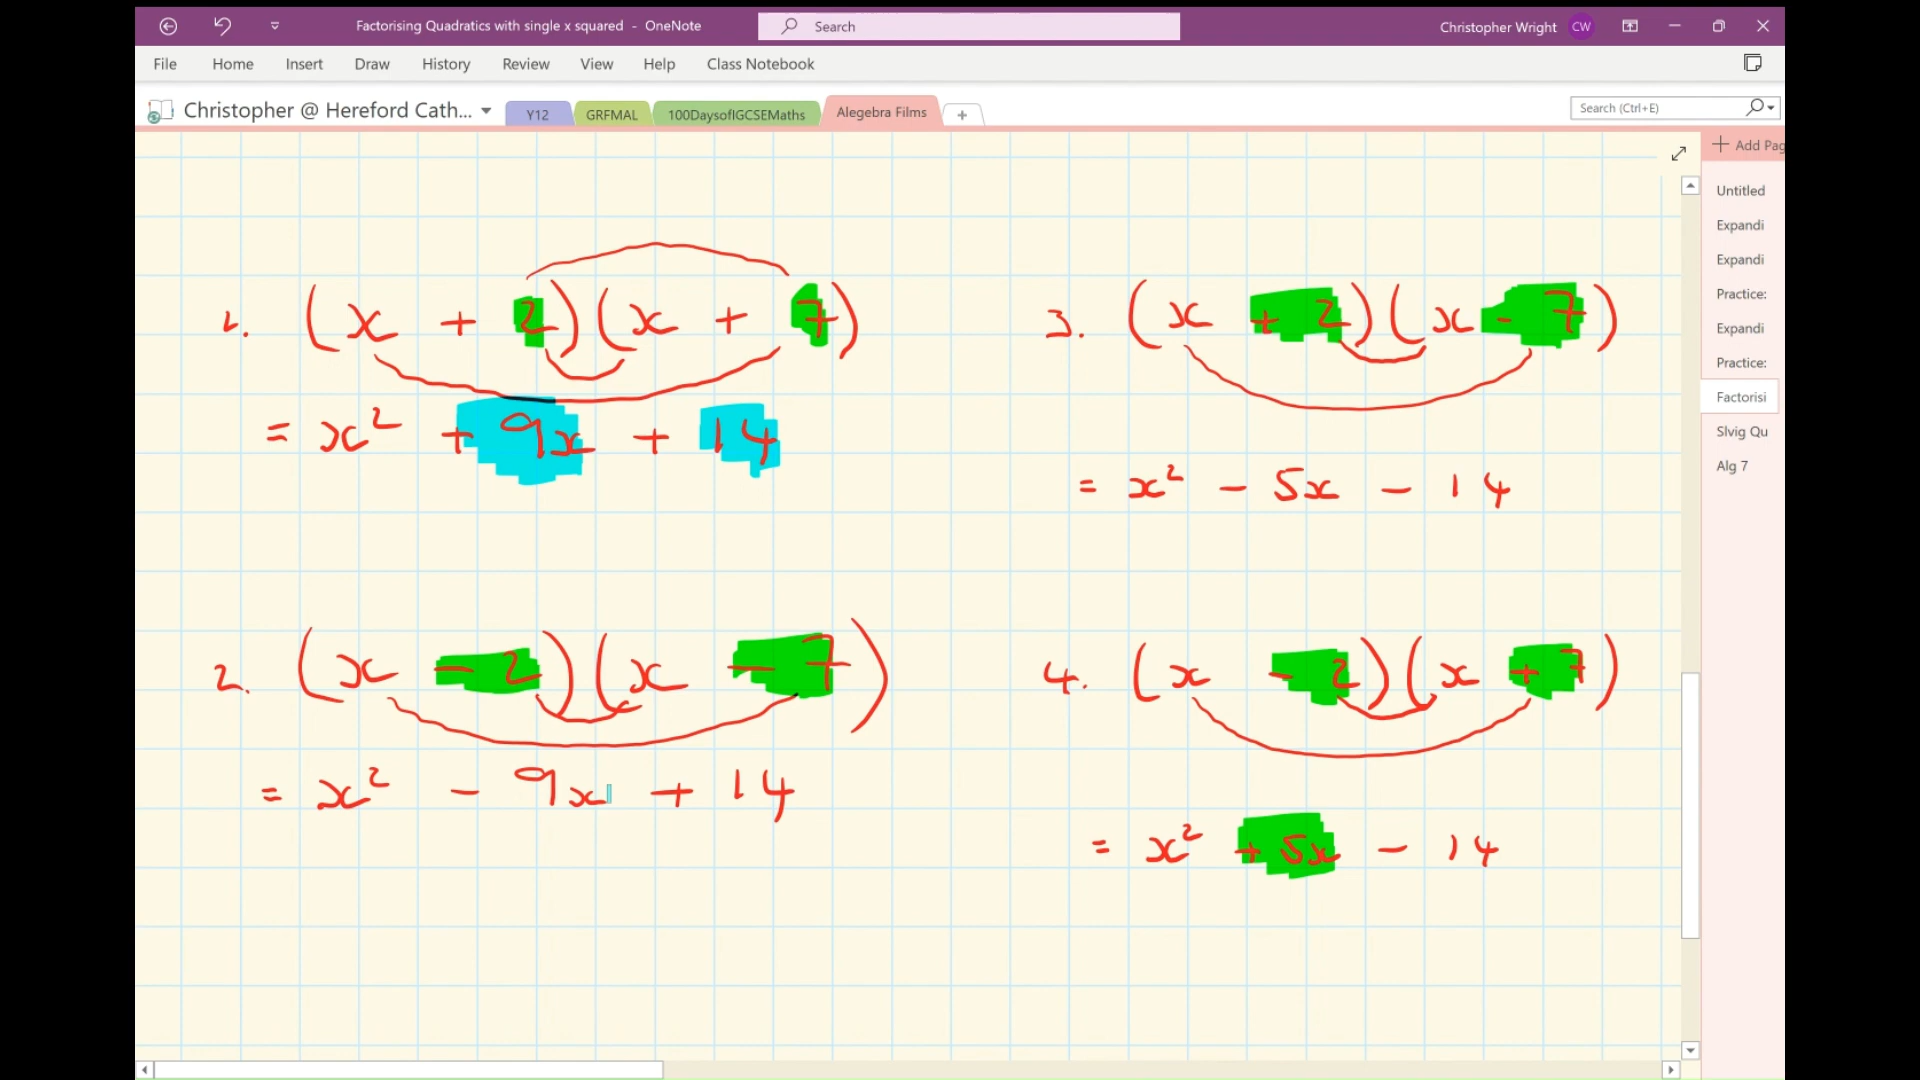 Factorising Quadratics with single x squared - OneNote
Search
Christopher Wright CW
File Home Insert Draw History Review View Help Class Notebook
Christopher @ Hereford Cath...
Y12 GRFMAL 100DaysofIGCSEMaths Alegebra Films +
Search (Ctrl+E)
Add Pag
Untitled
Expandi
Expandi
Practice:
Expandi
Practice:
Factorisi
Slvig Qu
Alg 7
1. (x + 2)(x + 7)
= x² + 9x + 14
2. (x - 2)(x - 7)
= x² - 9x + 14
3. (x + 2)(x - 7)
= x² - 5x - 14
4. (x - 2)(x + 7)
= x² + 5x - 14